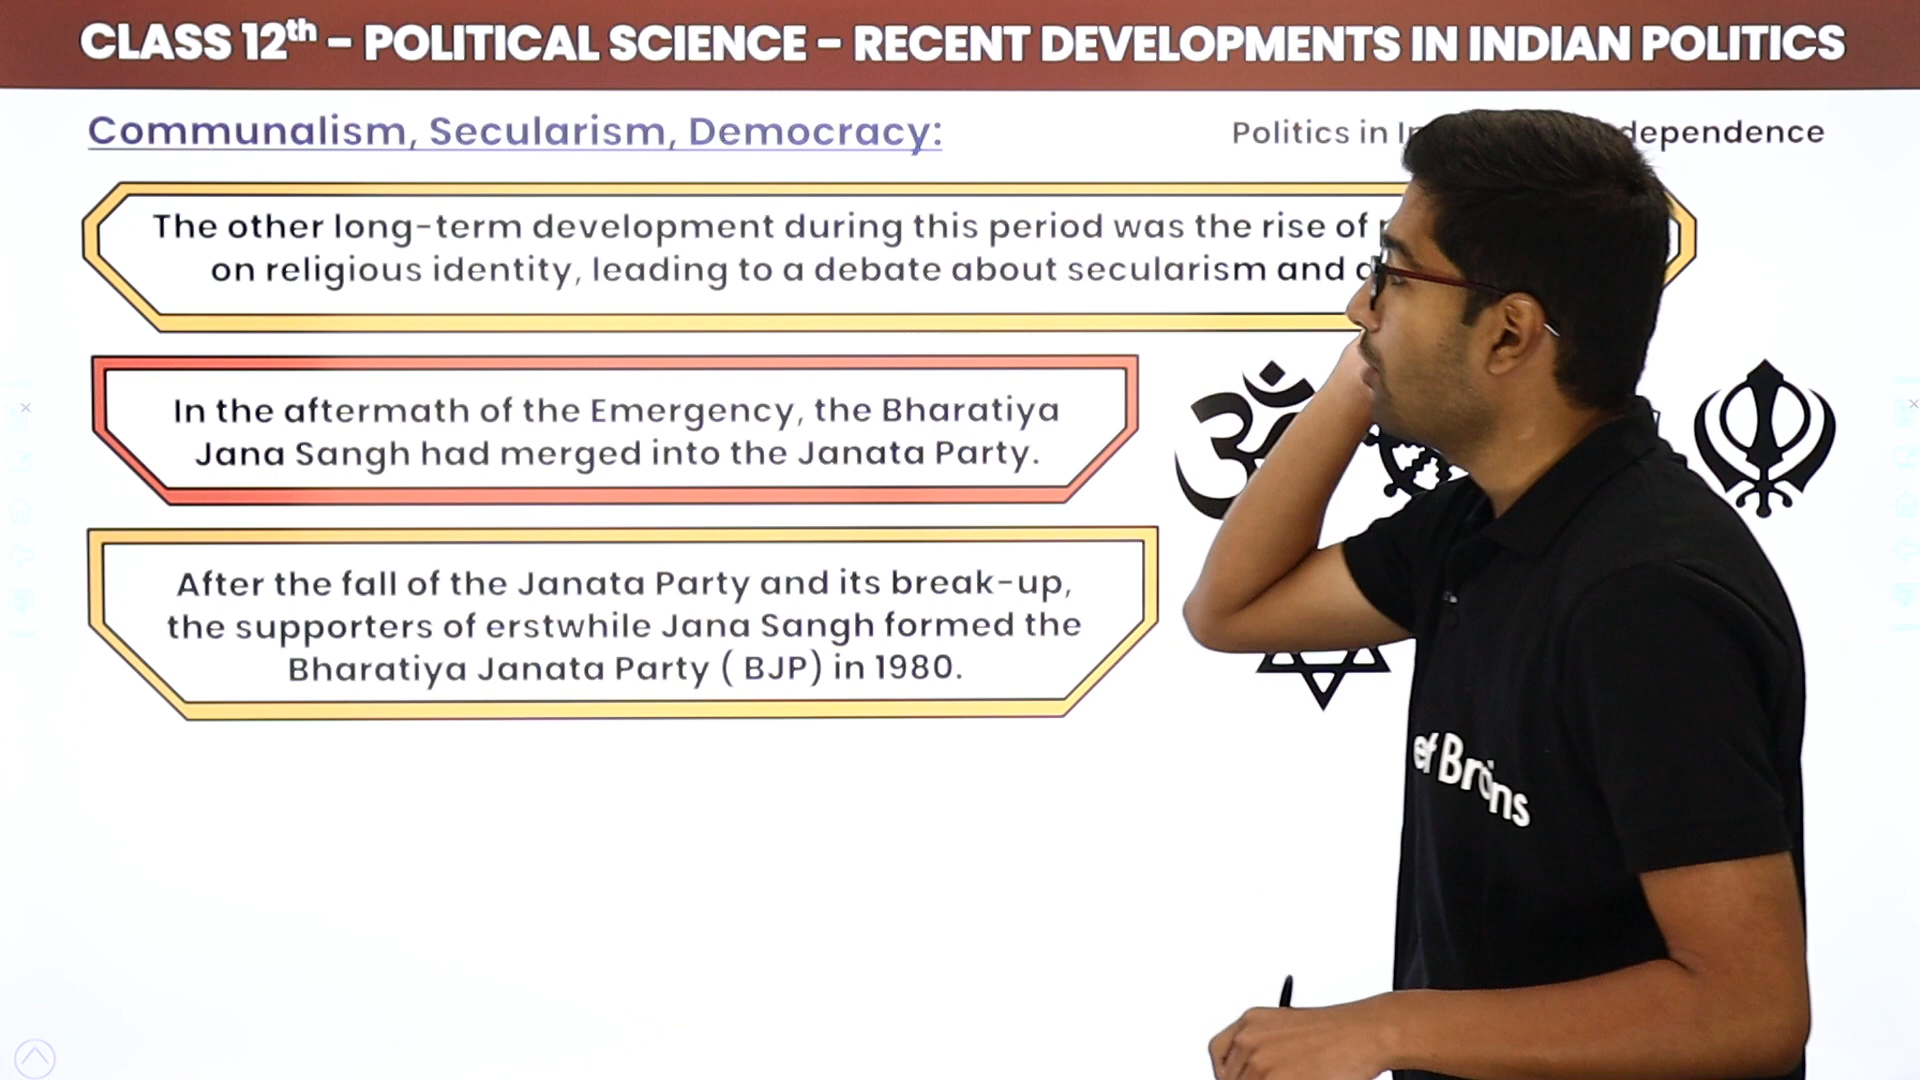 CLASS 12th - POLITICAL SCIENCE - RECENT DEVELOPMENTS IN INDIAN POLITICS
Communalism, Secularism, Democracy:
Politics in dependence
The other long-term development during this period was the rise of
on religious identity, leading to a debate about secularism and
In the aftermath of the Emergency, the Bharatiya
Jana Sangh had merged into the Janata Party.
After the fall of the Janata Party and its break-up,
the supporters of erstwhile Jana Sangh formed the
Bharatiya Janata Party ( BJP) in 1980.
ef Brains